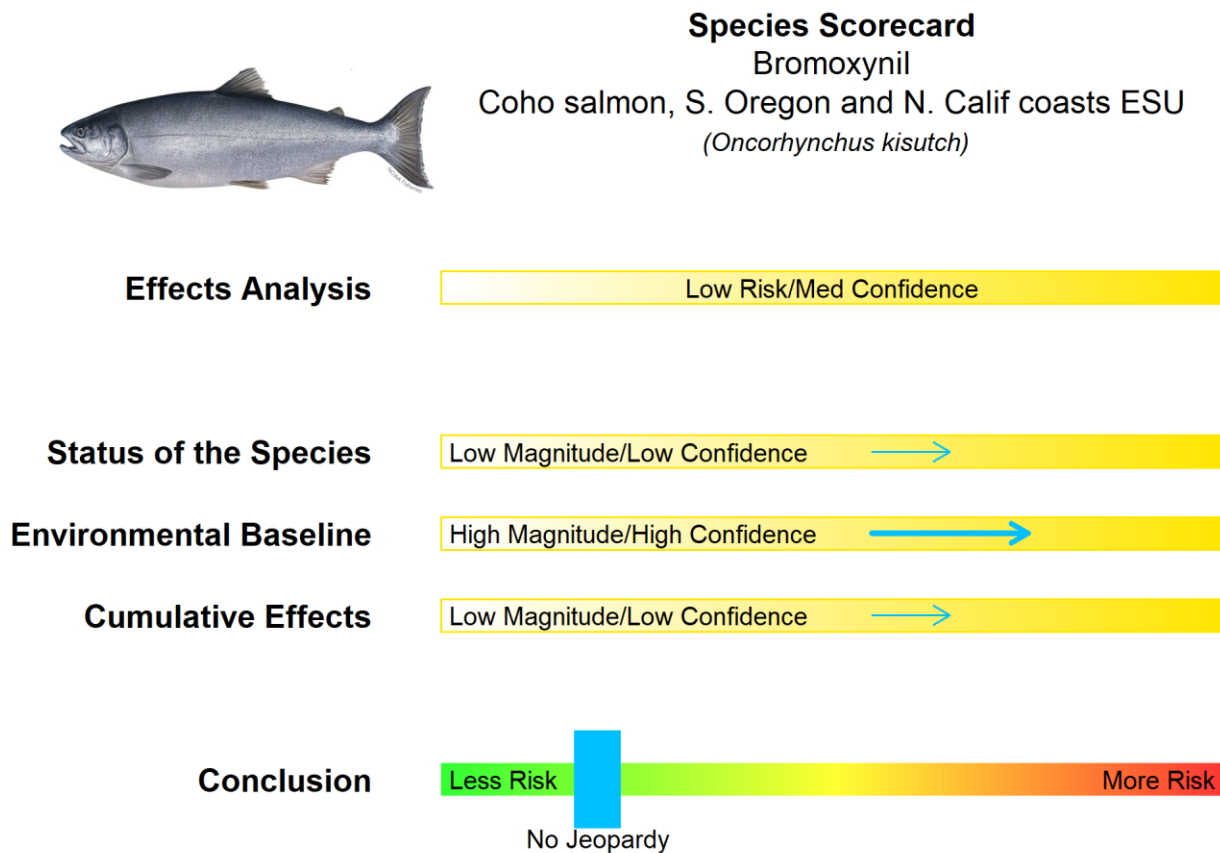 Species Scorecard
Bromoxynil
Coho salmon, S. Oregon and N. Calif coasts ESU
(Oncorhynchus kisutch)
NOAA Fisheries
Effects Analysis
Low Risk/Med Confidence
Status of the Species
Low Magnitude/Low Confidence
Environmental Baseline
High Magnitude/High Confidence
Cumulative Effects
Low Magnitude/Low Confidence
Conclusion
Less Risk
More Risk
No Jeopardy